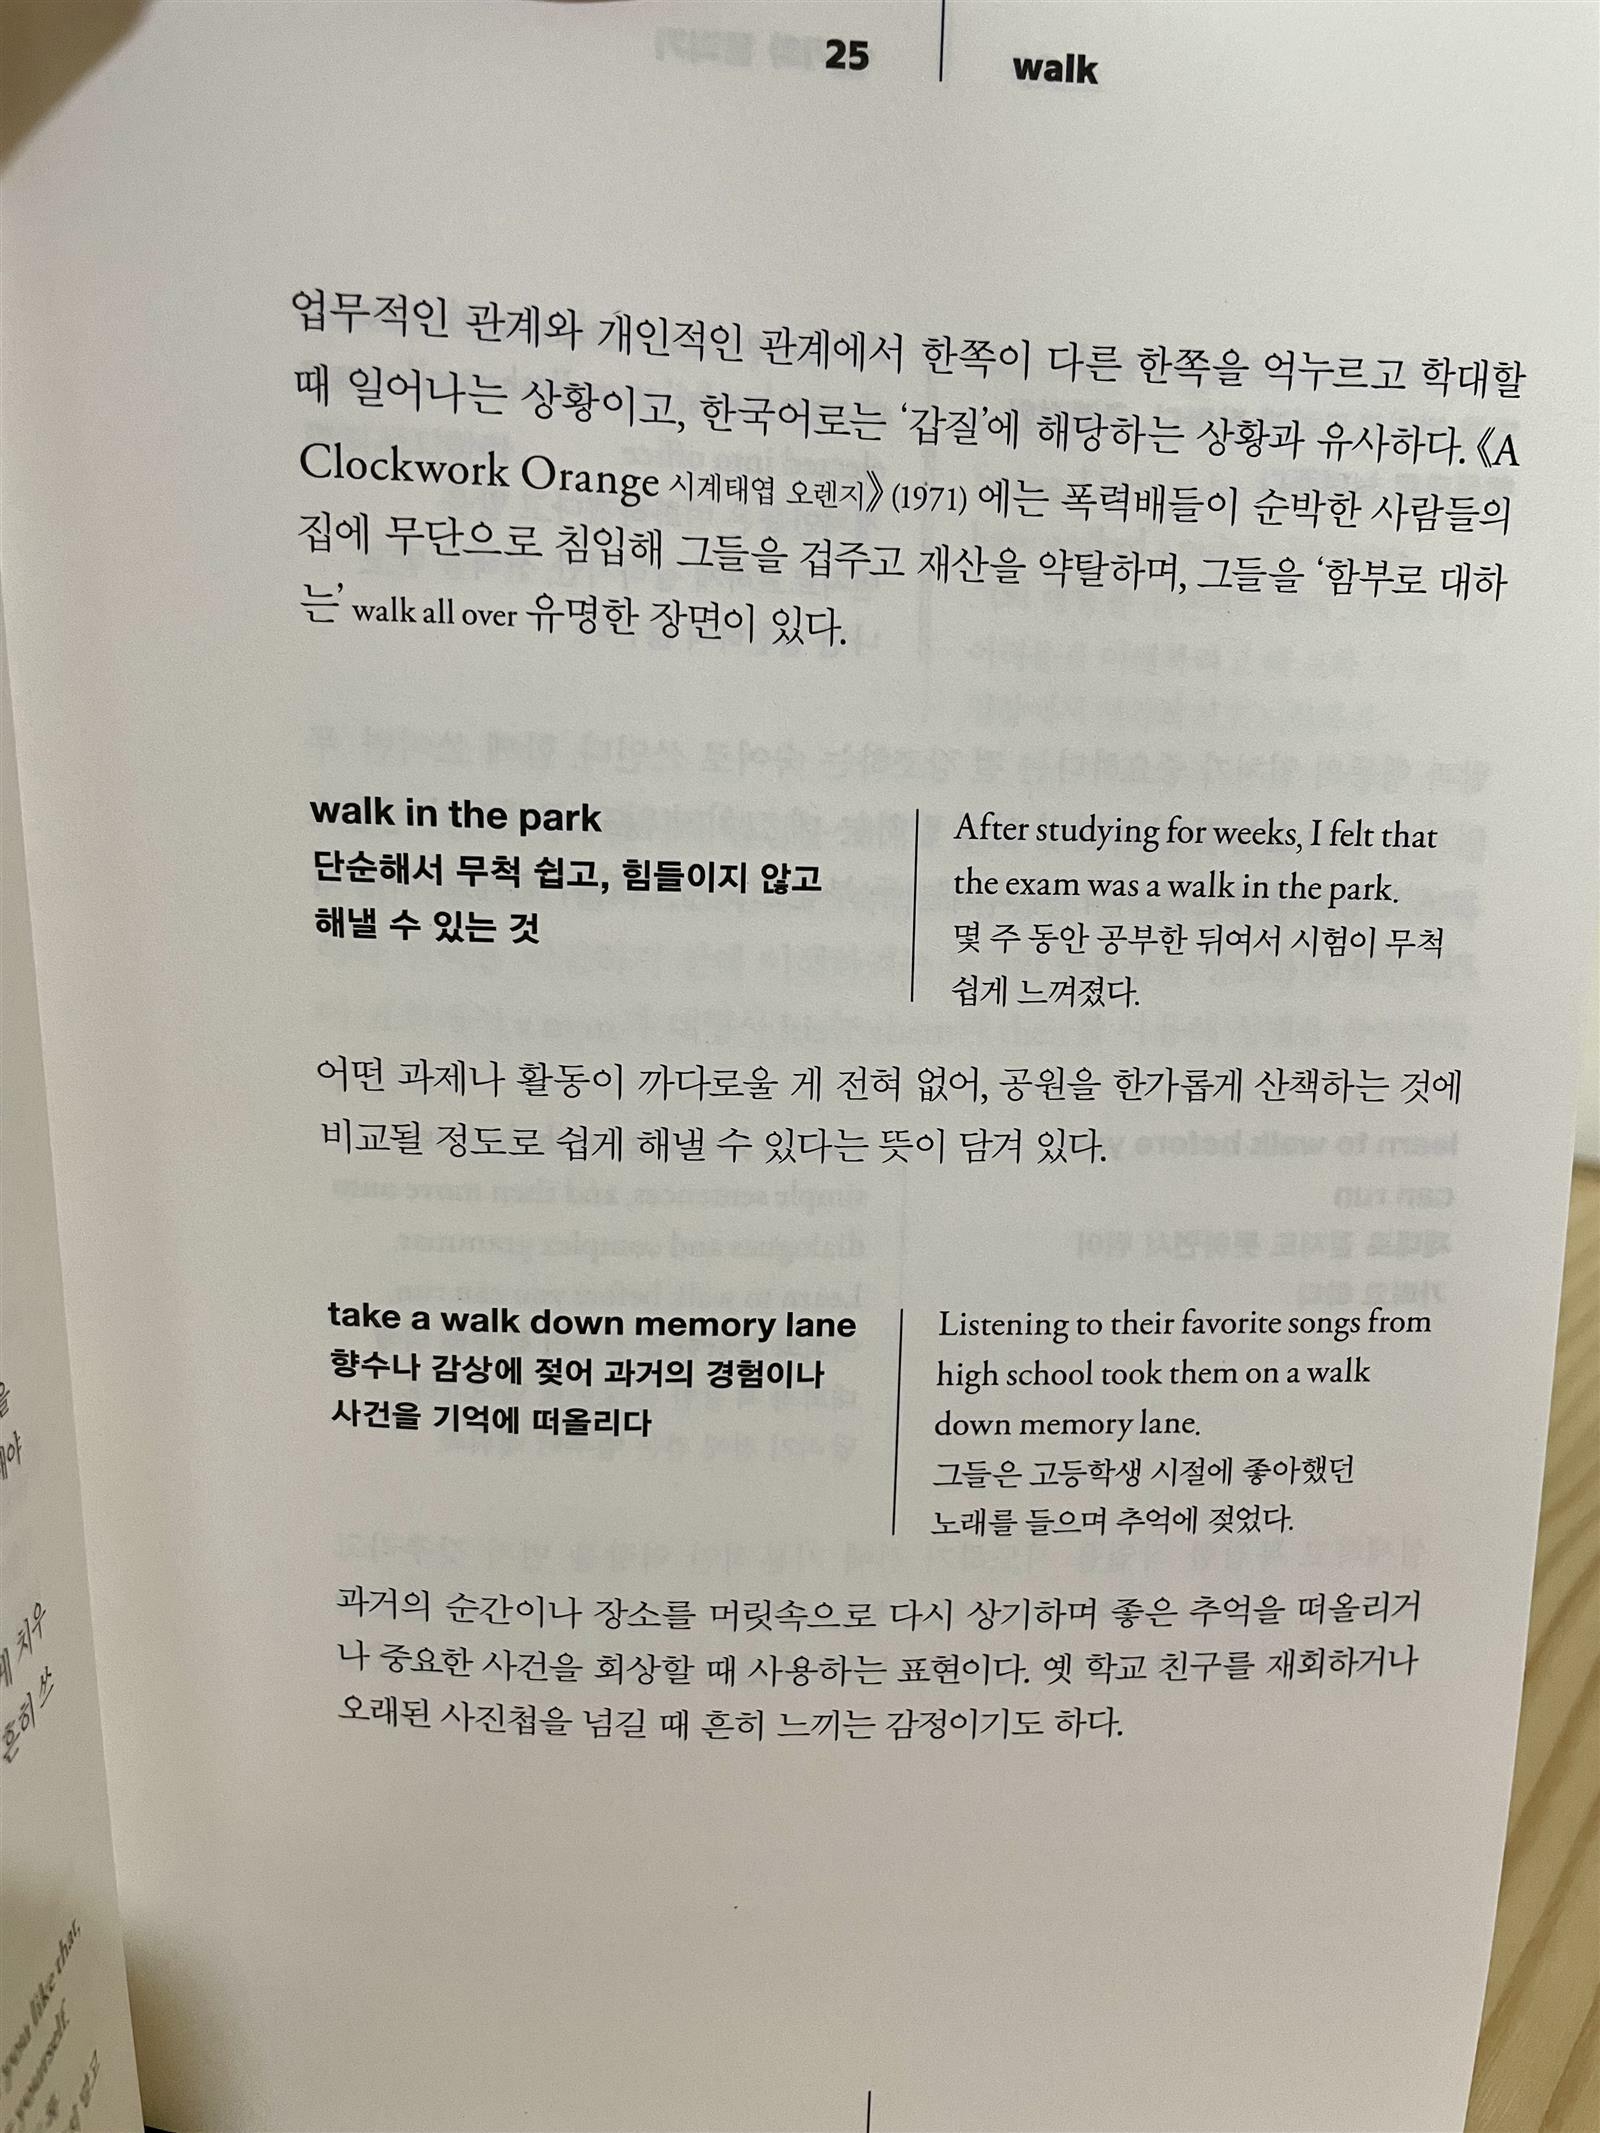 25
walk
업무적인 관계와 개인적인 관계에서 한쪽이 다른 한쪽을 억누르고 학대할
때 일어나는 상황이고, 한국어로는 ‘갑질’에 해당하는 상황과 유사하다. 《A
Clockwork Orange 시계태엽 오렌지》 (1971) 에는 폭력배들이 순박한 사람들의
집에 무단으로 침입해 그들을 겁주고 재산을 약탈하며, 그들을 ‘함부로 대하
는’ walk all over 유명한 장면이 있다.
walk in the park
단순해서 무척 쉽고, 힘들이지 않고
해낼 수 있는 것
After studying for weeks, I felt that
the exam was a walk in the park.
몇 주 동안 공부한 뒤여서 시험이 무척
쉽게 느껴졌다.
어떤 과제나 활동이 까다로울 게 전혀 없어, 공원을 한가롭게 산책하는 것에
비교될 정도로 쉽게 해낼 수 있다는 뜻이 담겨 있다.
take a walk down memory lane
향수나 감상에 젖어 과거의 경험이나
사건을 기억에 떠올리다
Listening to their favorite songs from
high school took them on a walk
down memory lane.
그들은 고등학생 시절에 좋아했던
노래를 들으며 추억에 젖었다.
과거의 순간이나 장소를 머릿속으로 다시 상기하며 좋은 추억을 떠올리거
나 중요한 사건을 회상할 때 사용하는 표현이다. 옛 학교 친구를 재회하거나
오래된 사진첩을 넘길 때 흔히 느끼는 감정이기도 하다.
을
해야
게 치우
흔히 쓰
you like that,
yourself.